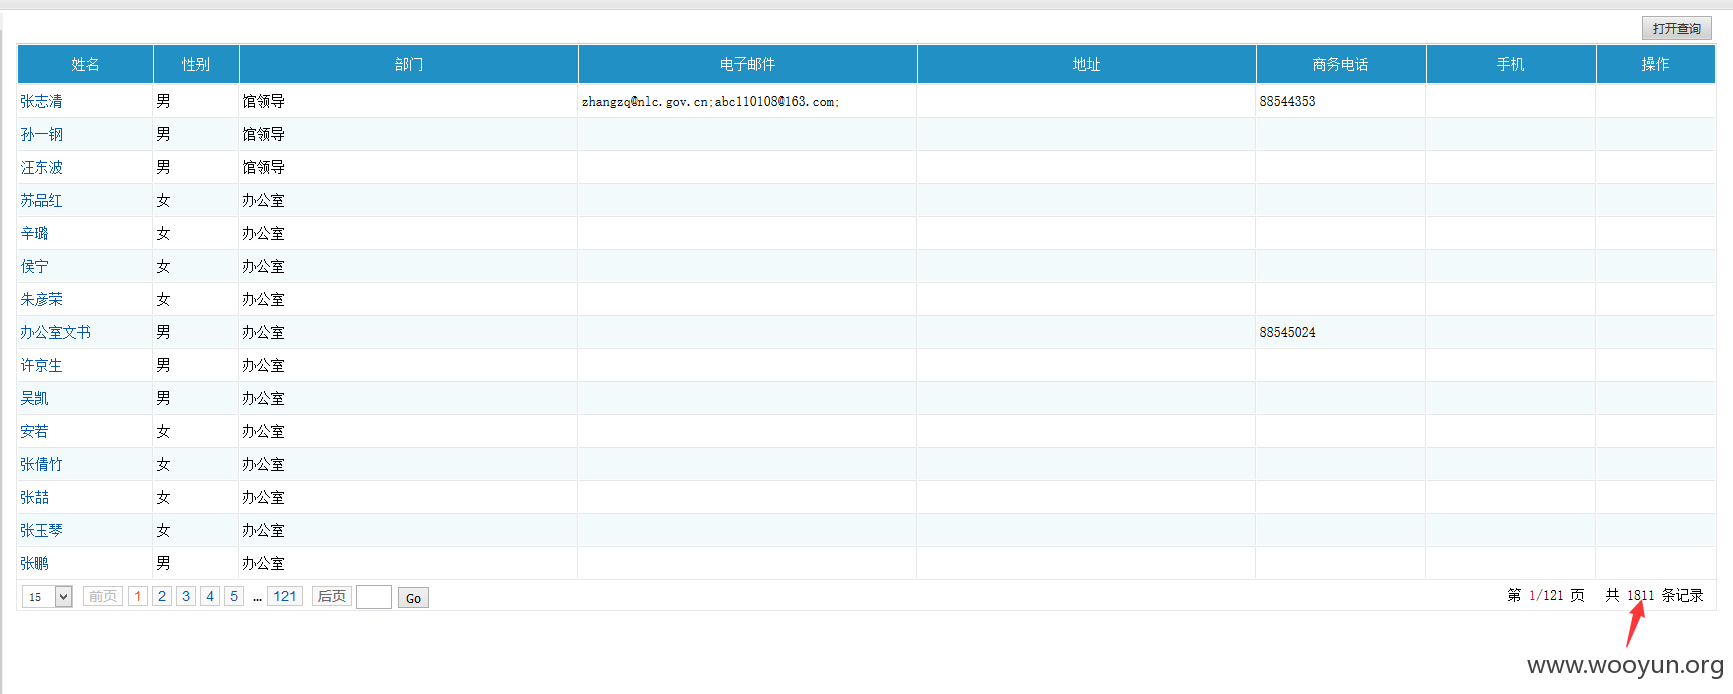 打开查询
姓名 性别 部门 电子邮件 地址 商务电话 手机 操作
张志清 男 馆领导 zhangzq@nlc.gov.cn;abc110108@163.com; 88544353
孙一钢 男 馆领导
汪东波 男 馆领导
苏品红 女 办公室
辛璐 女 办公室
侯宁 女 办公室
朱彦荣 女 办公室
办公室文书 男 办公室 88545024
许京生 男 办公室
吴凯 男 办公室
安若 女 办公室
张倩竹 女 办公室
张喆 女 办公室
张玉琴 女 办公室
张鹏 男 办公室
15 前页 1 2 3 4 5 ... 121 后页 Go 第 1/121 页 共 1811 条记录
www.wooyun.org